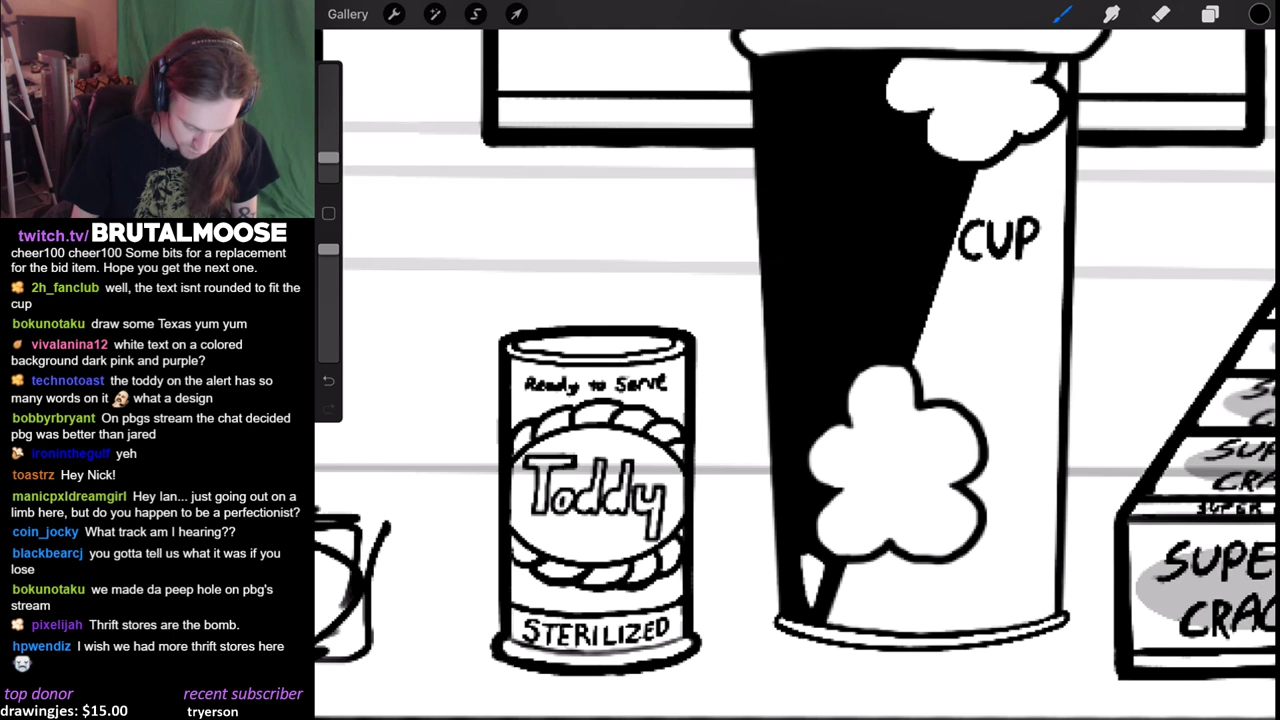 Gallery
twitch.tv/BRUTALMOOSE
cheer100 cheer100 Some bits for a replacement
for the bid item. Hope you get the next one.
2h_fanclub well, the text isnt rounded to fit the
cup
bokunotaku draw some Texas yum yum
vivalanina12 white text on a colored
background dark pink and purple?
technotoast the toddy on the alert has so
many words on it what a design
bobbyrbryant On pbgs stream the chat decided
pbg was better than jared
ironinthegulf yeh
toastrz Hey Nick!
manicpxldreamgirl Hey Ian... just going out on a
limb here, but do you happen to be a perfectionist?
coin_jocky What track am I hearing??
blackbearcj you gotta tell us what it was if you
lose
bokunotaku we made da peep hole on pbg's
stream
pixelijah Thrift stores are the bomb.
hpwendiz I wish we had more thrift stores here
top donor
drawingjes: $15.00
recent subscriber
tryerson
CUP
Ready to Serve
Toddy
STERILIZED
SUPER
SUPE
CRAC